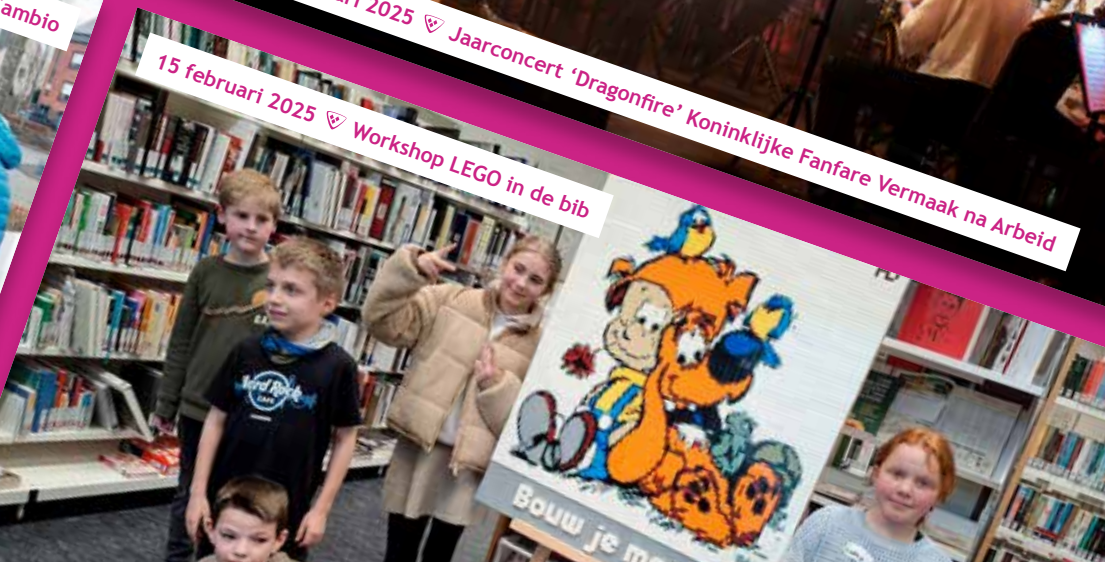 ambio
ri 2025 Jaarconcert ‘Dragonfire’ Koninklijke Fanfare Vermaak na Arbeid
15 februari 2025 Workshop LEGO in de bib
Hard Rock
CAFE
Bouw je